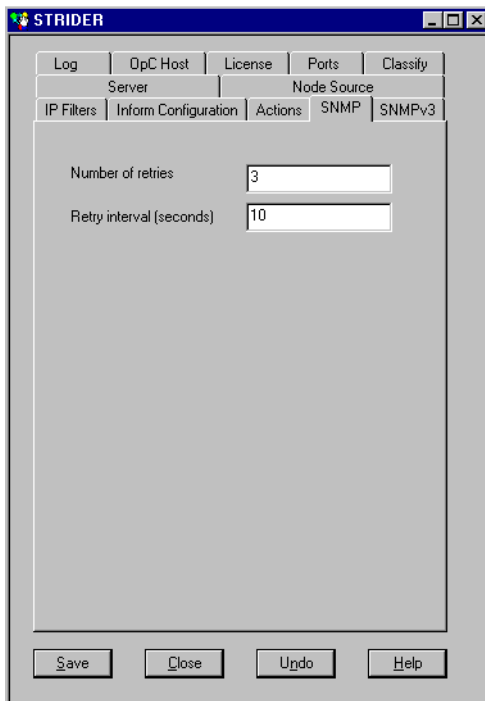 STRIDER
Log OpC Host License Ports Classify
Server Node Source
IP Filters Inform Configuration Actions SNMP SNMPv3
Number of retries 3
Retry interval (seconds) 10
Save Close Undo Help